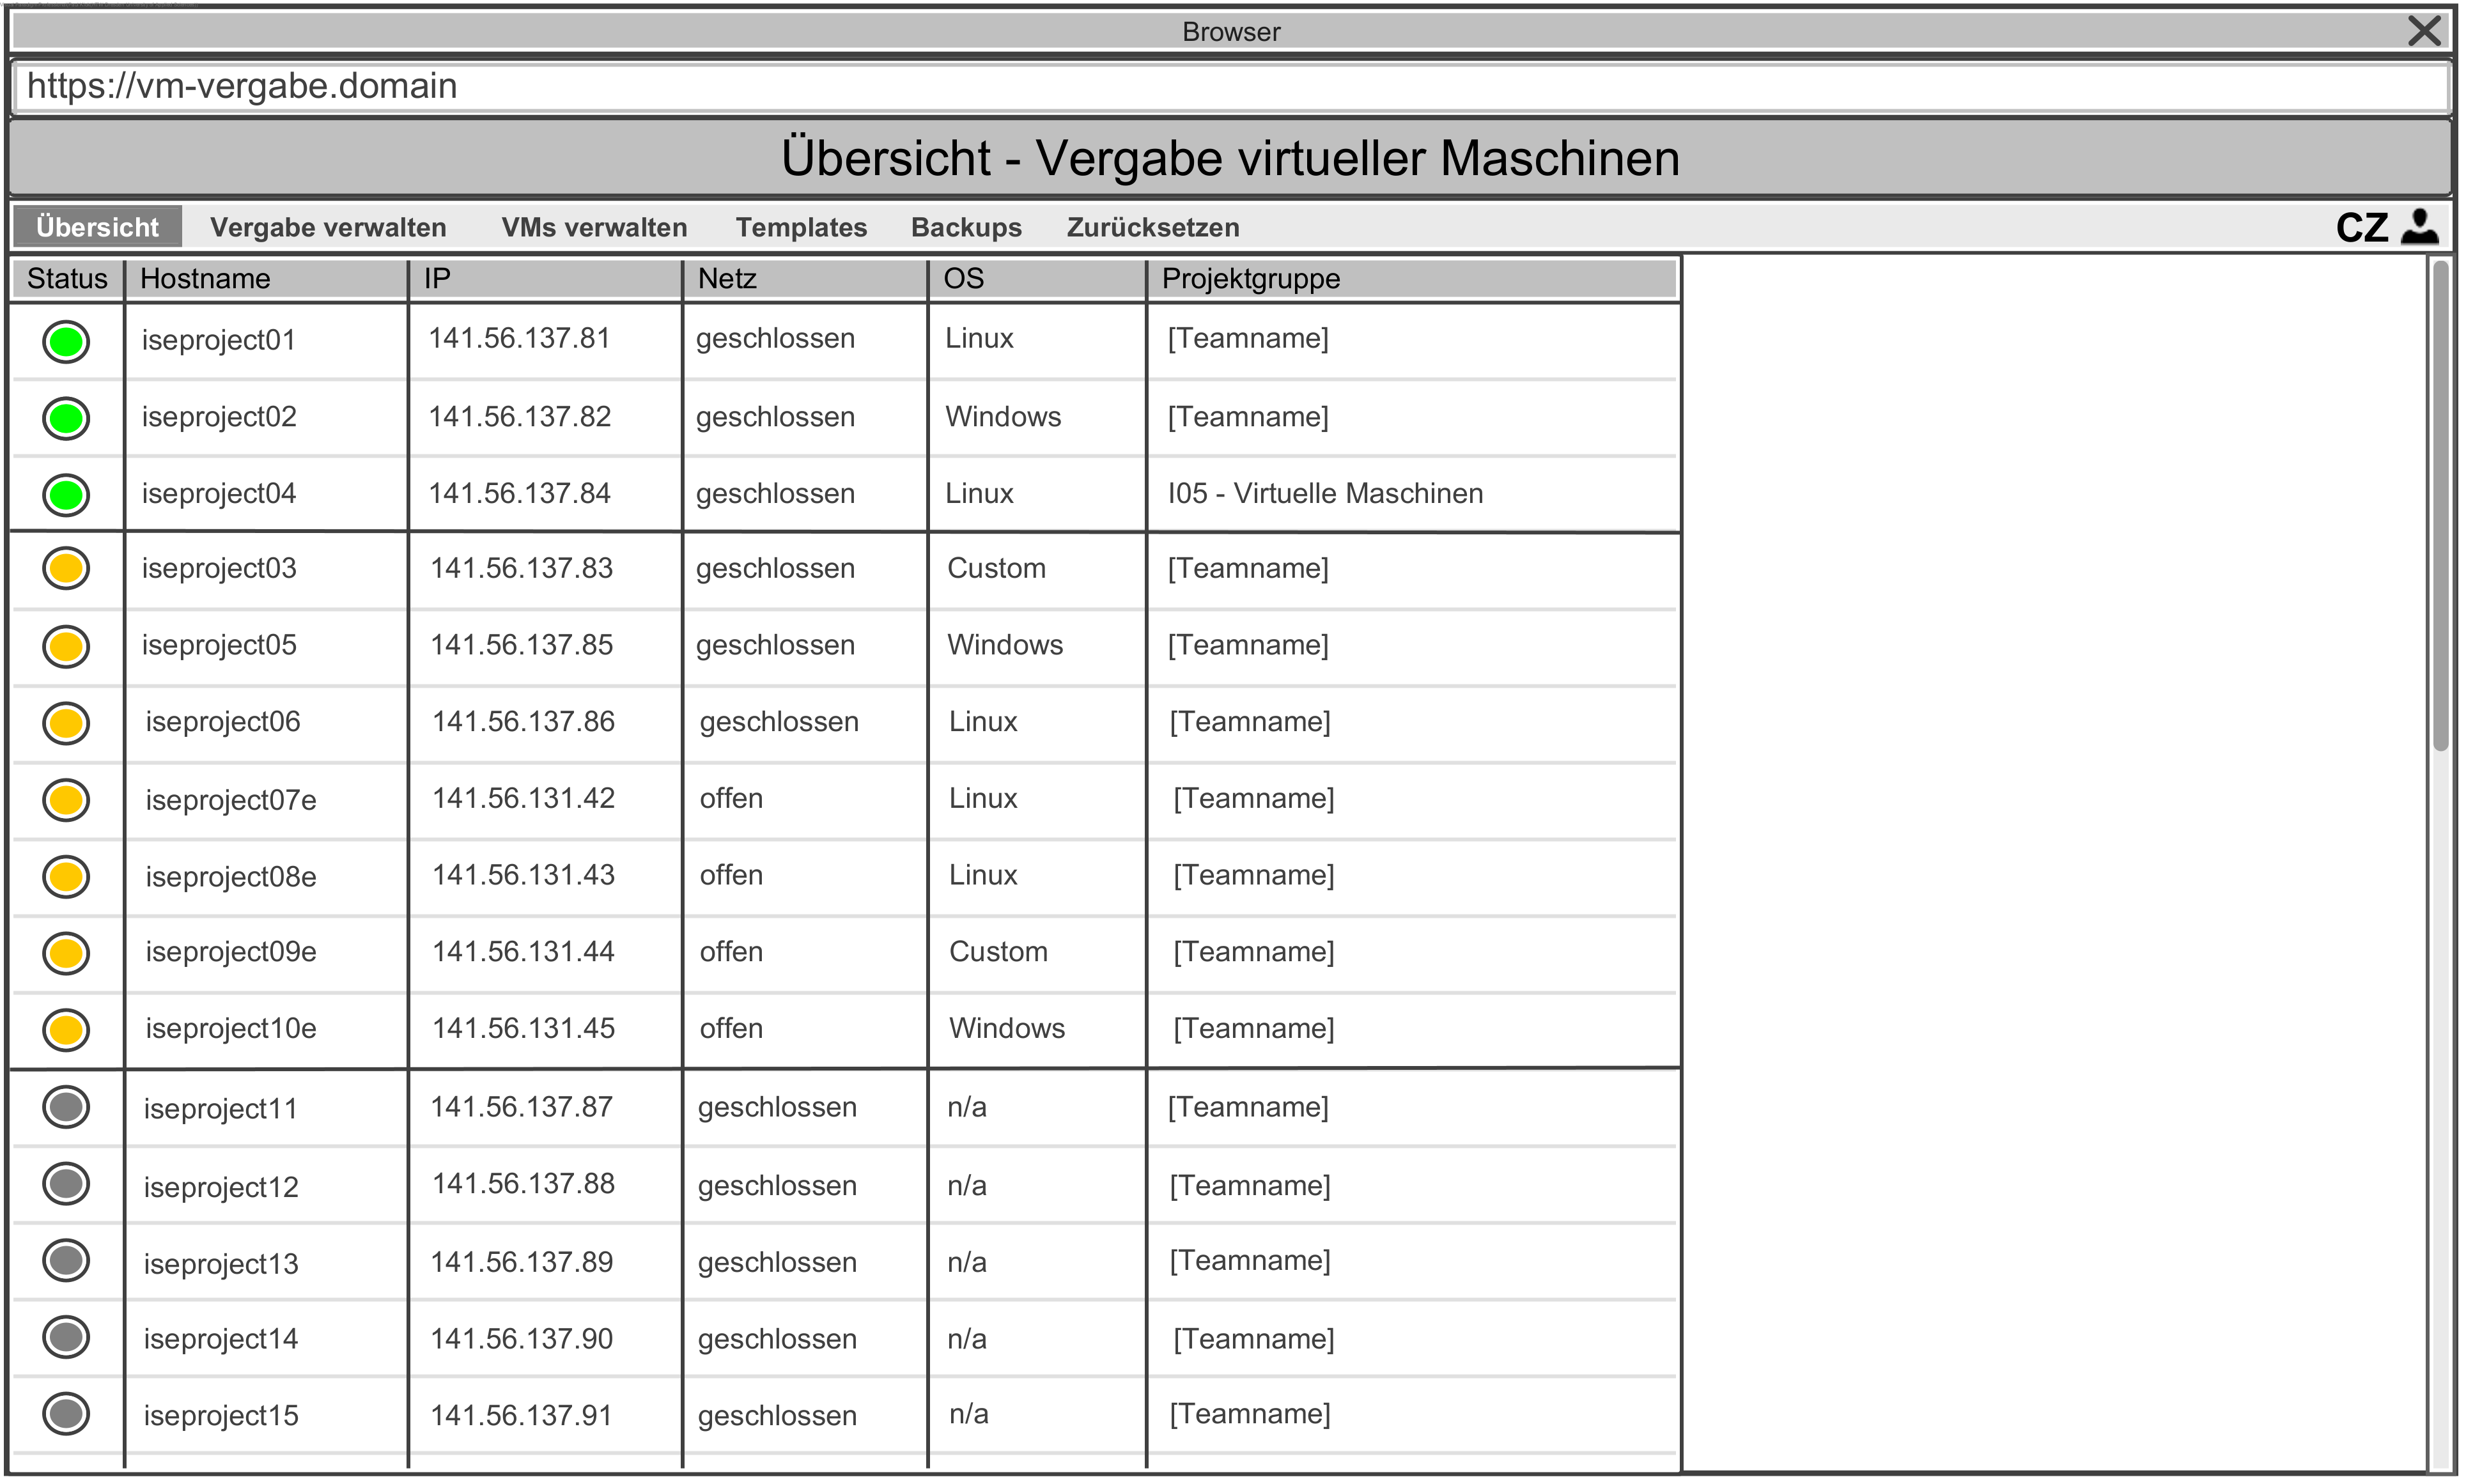 Browser
https://vm-vergabe.domain
Übersicht - Vergabe virtueller Maschinen
Übersicht Vergabe verwalten VMs verwalten Templates Backups Zurücksetzen CZ
Status Hostname IP Netz OS Projektgruppe
iseproject01 141.56.137.81 geschlossen Linux [Teamname]
iseproject02 141.56.137.82 geschlossen Windows [Teamname]
iseproject04 141.56.137.84 geschlossen Linux I05 - Virtuelle Maschinen
iseproject03 141.56.137.83 geschlossen Custom [Teamname]
iseproject05 141.56.137.85 geschlossen Windows [Teamname]
iseproject06 141.56.137.86 geschlossen Linux [Teamname]
iseproject07e 141.56.131.42 offen Linux [Teamname]
iseproject08e 141.56.131.43 offen Linux [Teamname]
iseproject09e 141.56.131.44 offen Custom [Teamname]
iseproject10e 141.56.131.45 offen Windows [Teamname]
iseproject11 141.56.137.87 geschlossen n/a [Teamname]
iseproject12 141.56.137.88 geschlossen n/a [Teamname]
iseproject13 141.56.137.89 geschlossen n/a [Teamname]
iseproject14 141.56.137.90 geschlossen n/a [Teamname]
iseproject15 141.56.137.91 geschlossen n/a [Teamname]